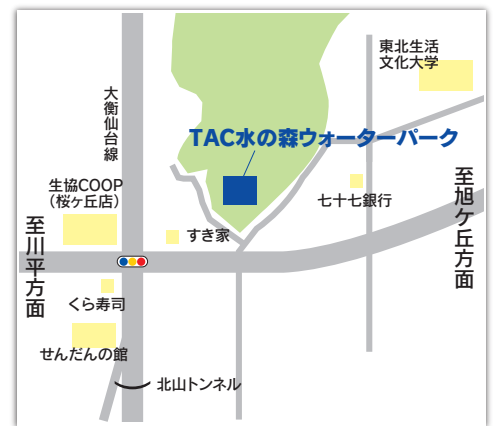 東北生活
文化大学
大衡仙台線
TAC水の森ウォーターパーク
生協COOP
（桜ヶ丘店）
七十七銀行
至旭ケ丘方面
至川平方面
すき家
くら寿司
せんだんの館
北山トンネル